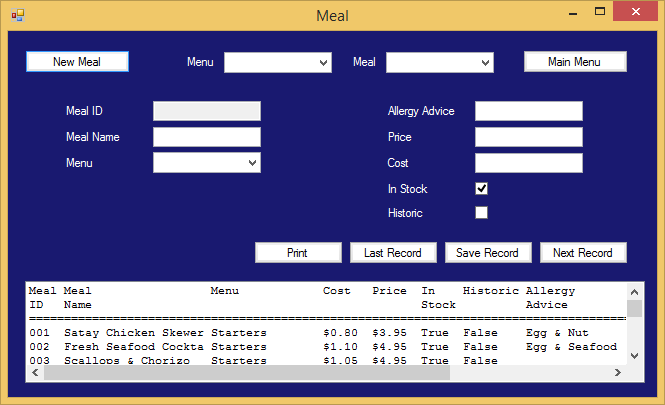 Meal
New Meal Menu Meal Main Menu
Meal ID Allergy Advice
Meal Name Price
Menu Cost
In Stock
Historic
Print Last Record Save Record Next Record
Meal Meal Menu Cost Price In Historic Allergy
ID Name Stock Advice
=====================================================================================
001 Satay Chicken Skewer Starters $0.80 $3.95 True False Egg & Nut
002 Fresh Seafood Cockta Starters $1.10 $4.95 True False Egg & Seafood
003 Scallops & Chorizo Starters $1.05 $4.95 True False